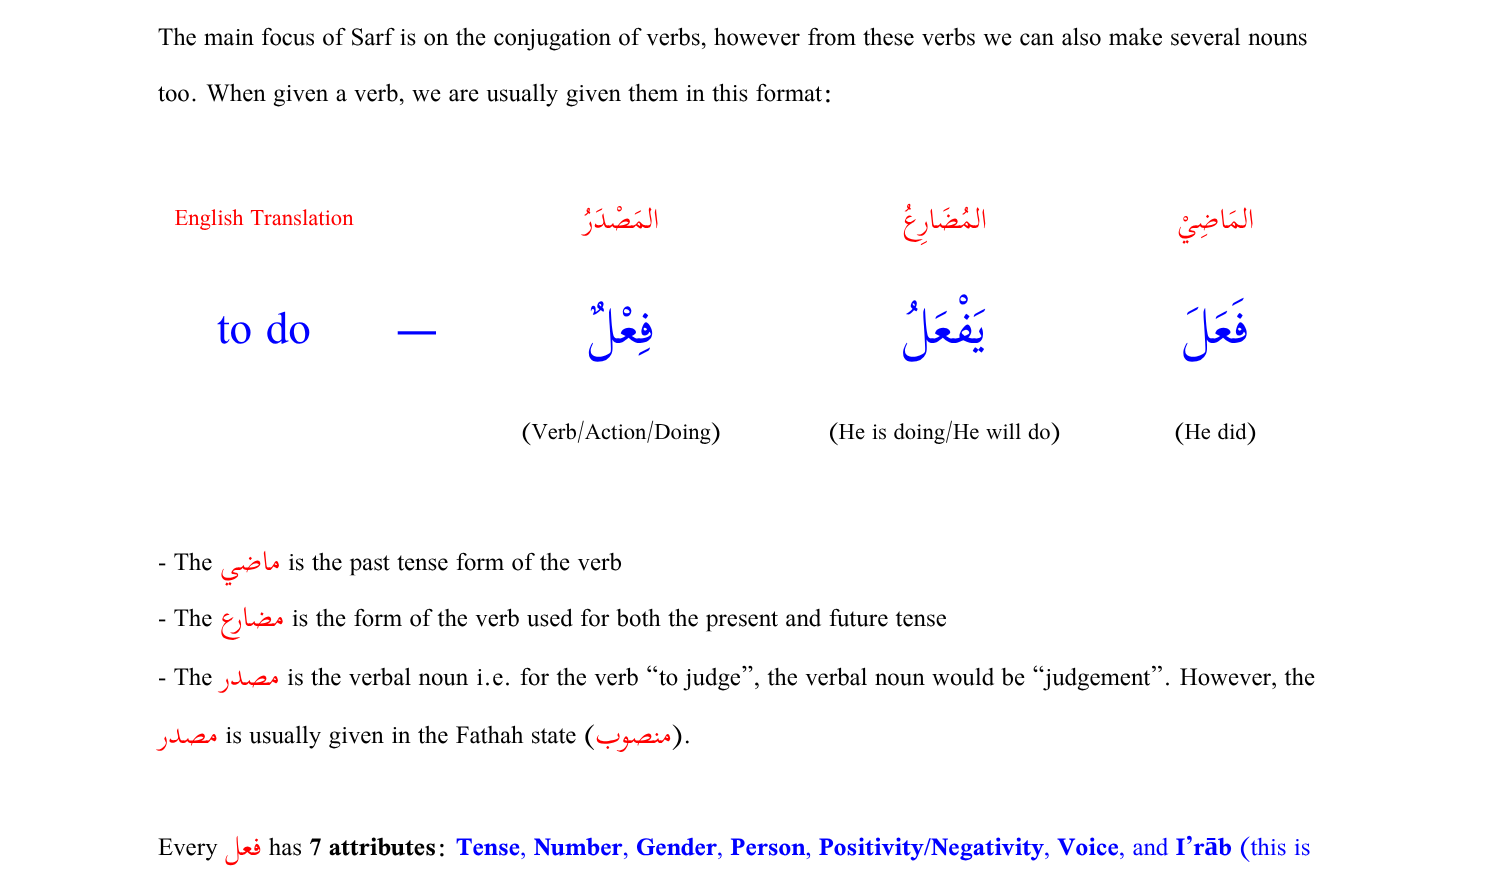 The main focus of Sarf is on the conjugation of verbs, however from these verbs we can also make several nouns
too. When given a verb, we are usually given them in this format:
English Translation المَصْدَرُ المُضَارِعُ المَاضِيْ
to do — فِعْلٌ يَفْعَلُ فَعَلَ
(Verb/Action/Doing) (He is doing/He will do) (He did)
- The ماضي is the past tense form of the verb
- The مضارع is the form of the verb used for both the present and future tense
- The مصدر is the verbal noun i.e. for the verb “to judge”, the verbal noun would be “judgement”. However, the
مصدر is usually given in the Fathah state (منصوب).
Every فعل has 7 attributes: Tense, Number, Gender, Person, Positivity/Negativity, Voice, and I’rāb (this is